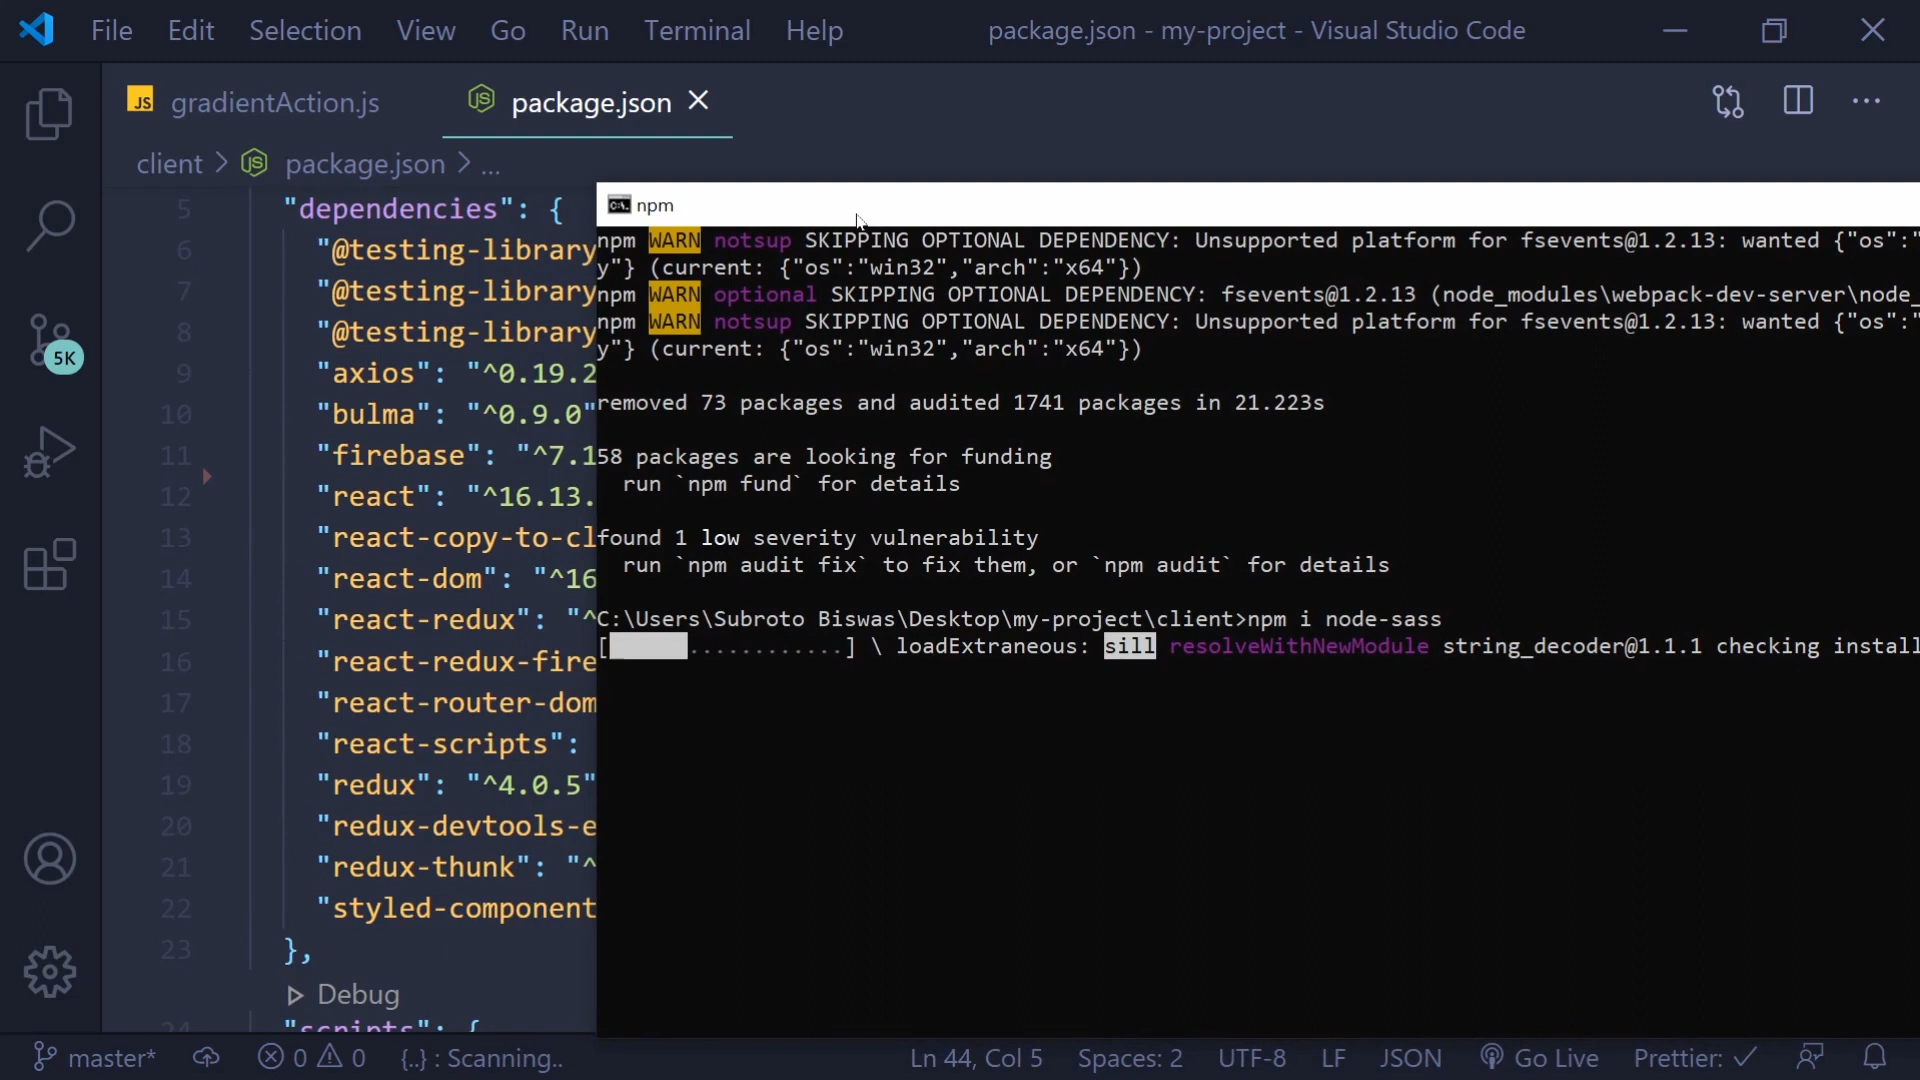 File Edit Selection View Go Run Terminal Help package.json - my-project - Visual Studio Code
JS gradientAction.js package.json
client > package.json > ...
5 "dependencies": {
6 "@testing-library
7 "@testing-library
8 "@testing-library
9 "axios": "^0.19.2
10 "bulma": "^0.9.0"
11 "firebase": "^7.1
12 "react": "^16.13.
13 "react-copy-to-cl
14 "react-dom": "^16
15 "react-redux": "^
16 "react-redux-fire
17 "react-router-dom
18 "react-scripts":
19 "redux": "^4.0.5"
20 "redux-devtools-e
21 "redux-thunk": "^
22 "styled-component
23 },
Debug
24 "scripts": {
5K
npm
npm WARN notsup SKIPPING OPTIONAL DEPENDENCY: Unsupported platform for fsevents@1.2.13: wanted {"os":"
y"} (current: {"os":"win32","arch":"x64"})
npm WARN optional SKIPPING OPTIONAL DEPENDENCY: fsevents@1.2.13 (node_modules\webpack-dev-server\node_
npm WARN notsup SKIPPING OPTIONAL DEPENDENCY: Unsupported platform for fsevents@1.2.13: wanted {"os":"
y"} (current: {"os":"win32","arch":"x64"})
removed 73 packages and audited 1741 packages in 21.223s
58 packages are looking for funding
run `npm fund` for details
found 1 low severity vulnerability
run `npm audit fix` to fix them, or `npm audit` for details
C:\Users\Subroto Biswas\Desktop\my-project\client>npm i node-sass
[............] \ loadExtraneous: sill resolveWithNewModule string_decoder@1.1.1 checking install
master* 0 0 {..} : Scanning.. Ln 44, Col 5 Spaces: 2 UTF-8 LF JSON Go Live Prettier: ✓